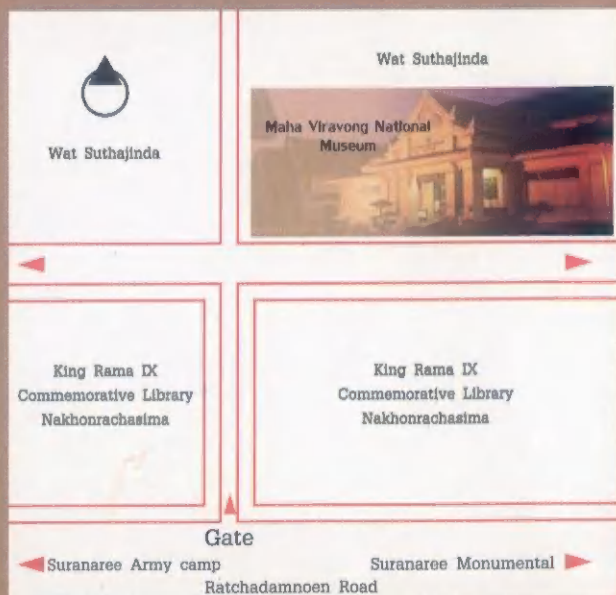 Wat Suthajinda
Wat Suthajinda
Maha Viravong National
Museum
King Rama IX
Commemorative Library
Nakhonrachasima
King Rama IX
Commemorative Library
Nakhonrachasima
Gate
Suranaree Army camp
Suranaree Monumental
Ratchadamnoen Road